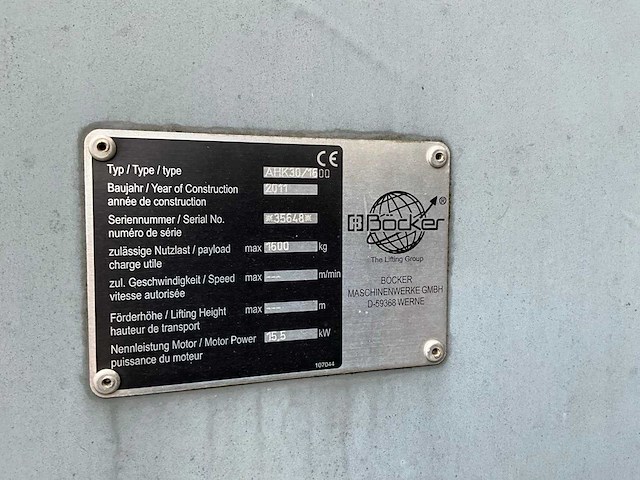 CE
Typ / Type / type AHK30/1600
Baujahr / Year of Construction 2011
année de construction
Seriennummer / Serial No. *35648*
numéro de série
zulässige Nutzlast / payload max 1600 kg
charge utile
zul. Geschwindigkeit / Speed max --- m/min
vitesse autorisée
Förderhöhe / Lifting Height max --- m
hauteur de transport
Nennleistung Motor / Motor Power 15.5 kW
puissance du moteur
107044
Böcker ®
The Lifting Group
BÖCKER
MASCHINENWERKE GMBH
D-59368 WERNE